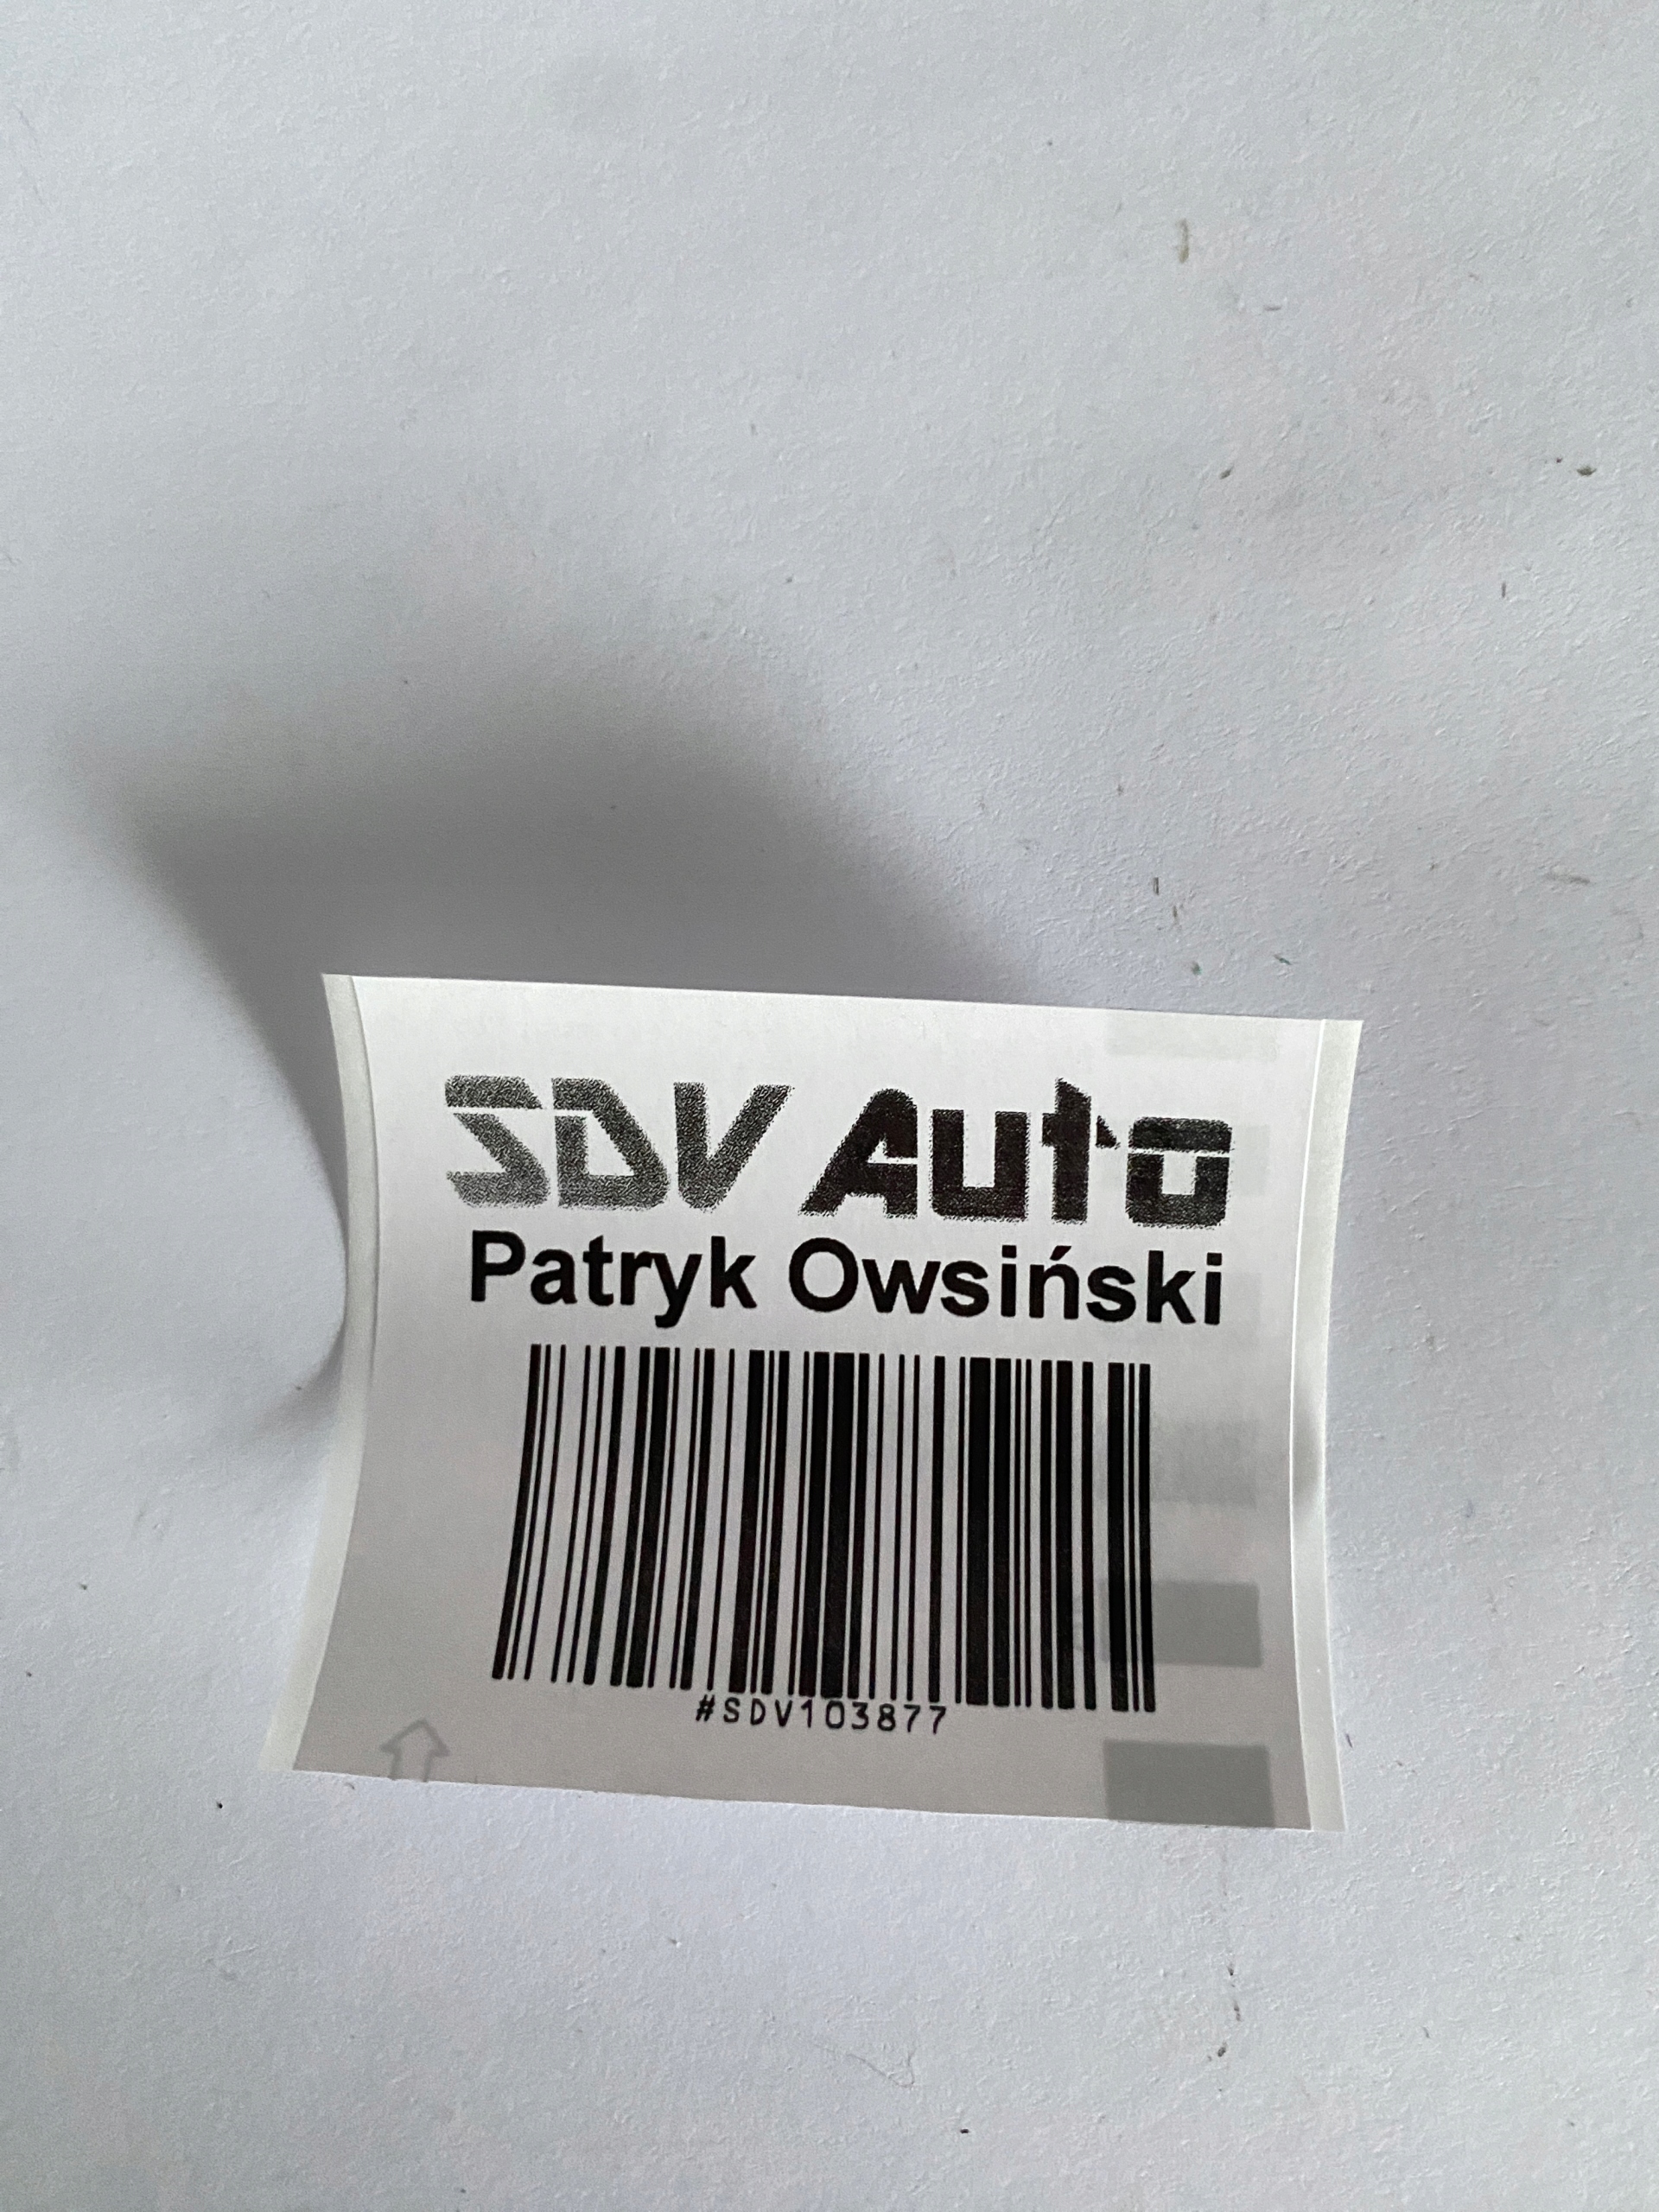 SDV Auto
Patryk Owsiński
#SDV103877